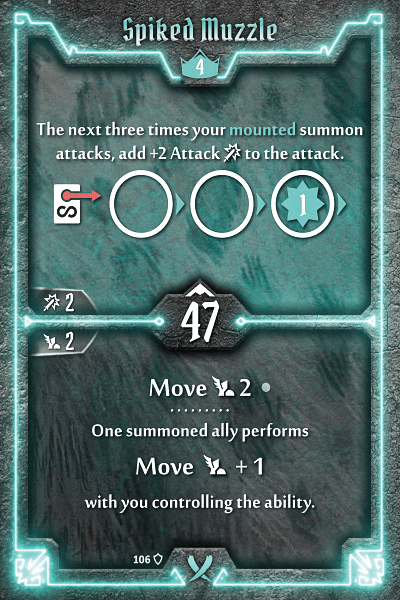 Spiked Muzzle
4
The next three times your mounted summon
attacks, add +2 Attack to the attack.
S
1
2
47
2
Move 2
One summoned ally performs
Move + 1
with you controlling the ability.
106